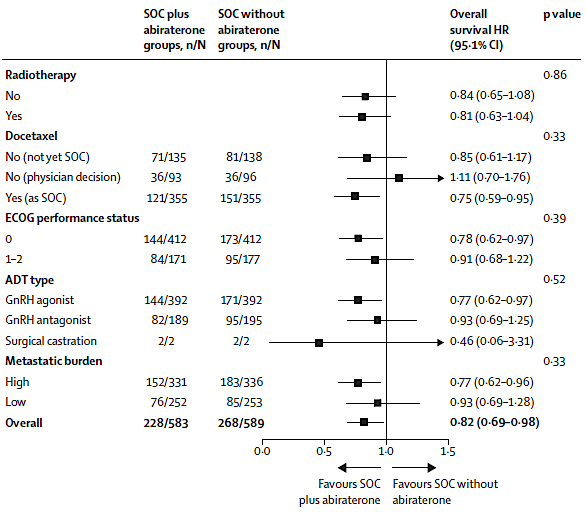 SOC plus abiraterone groups, n/N SOC without abiraterone groups, n/N Overall survival HR (95·1% CI) p value
Radiotherapy 0·86
No 0·84 (0·65–1·08)
Yes 0·81 (0·63–1·04)
Docetaxel 0·33
No (not yet SOC) 71/135 81/138 0·85 (0·61–1·17)
No (physician decision) 36/93 36/96 1·11 (0·70–1·76)
Yes (as SOC) 121/355 151/355 0·75 (0·59–0·95)
ECOG performance status 0·39
0 144/412 173/412 0·78 (0·62–0·97)
1–2 84/171 95/177 0·91 (0·68–1·22)
ADT type 0·52
GnRH agonist 144/392 171/392 0·77 (0·62–0·97)
GnRH antagonist 82/189 95/195 0·93 (0·69–1·25)
Surgical castration 2/2 2/2 0·46 (0·06–3·31)
Metastatic burden 0·33
High 152/331 183/336 0·77 (0·62–0·96)
Low 76/252 85/253 0·93 (0·69–1·28)
Overall 228/583 268/589 0·82 (0·69–0·98)
0·0 0·5 1·0 1·5
Favours SOC plus abiraterone Favours SOC without abiraterone